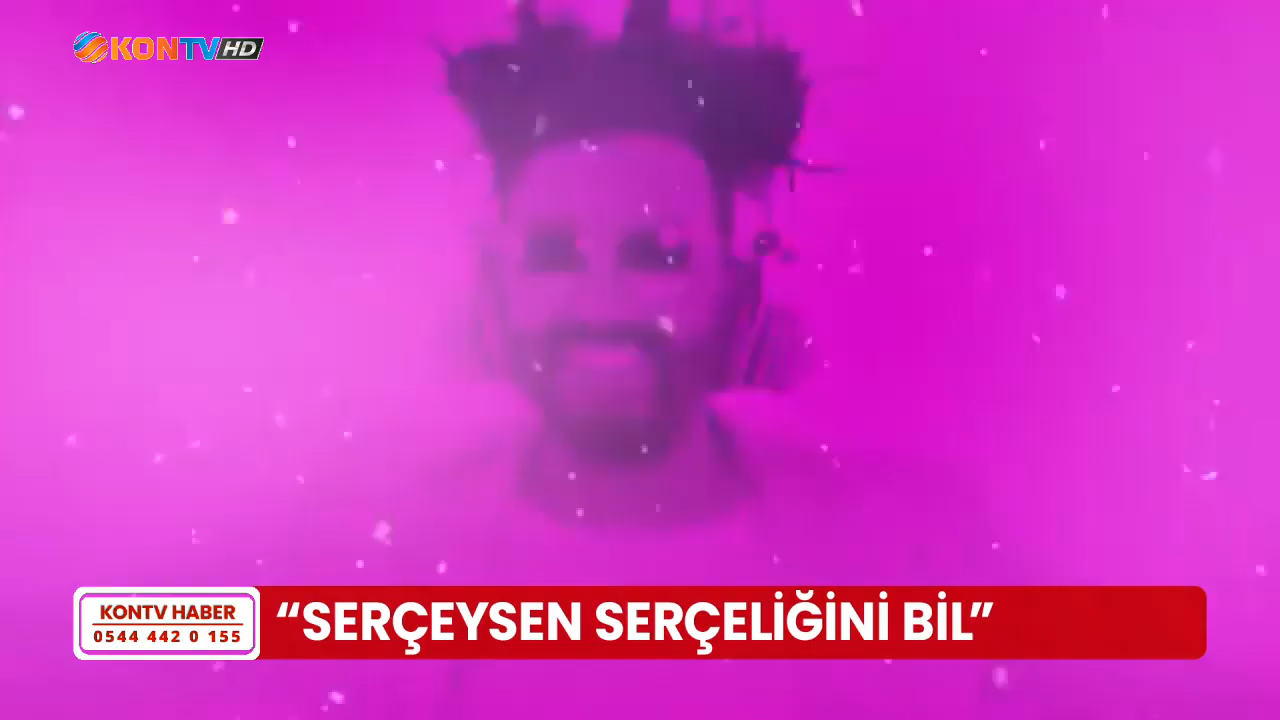 KONTV HD
KONTV HABER
0544 442 0 155
“SERÇEYSEN SERÇELİĞİNİ BİL”